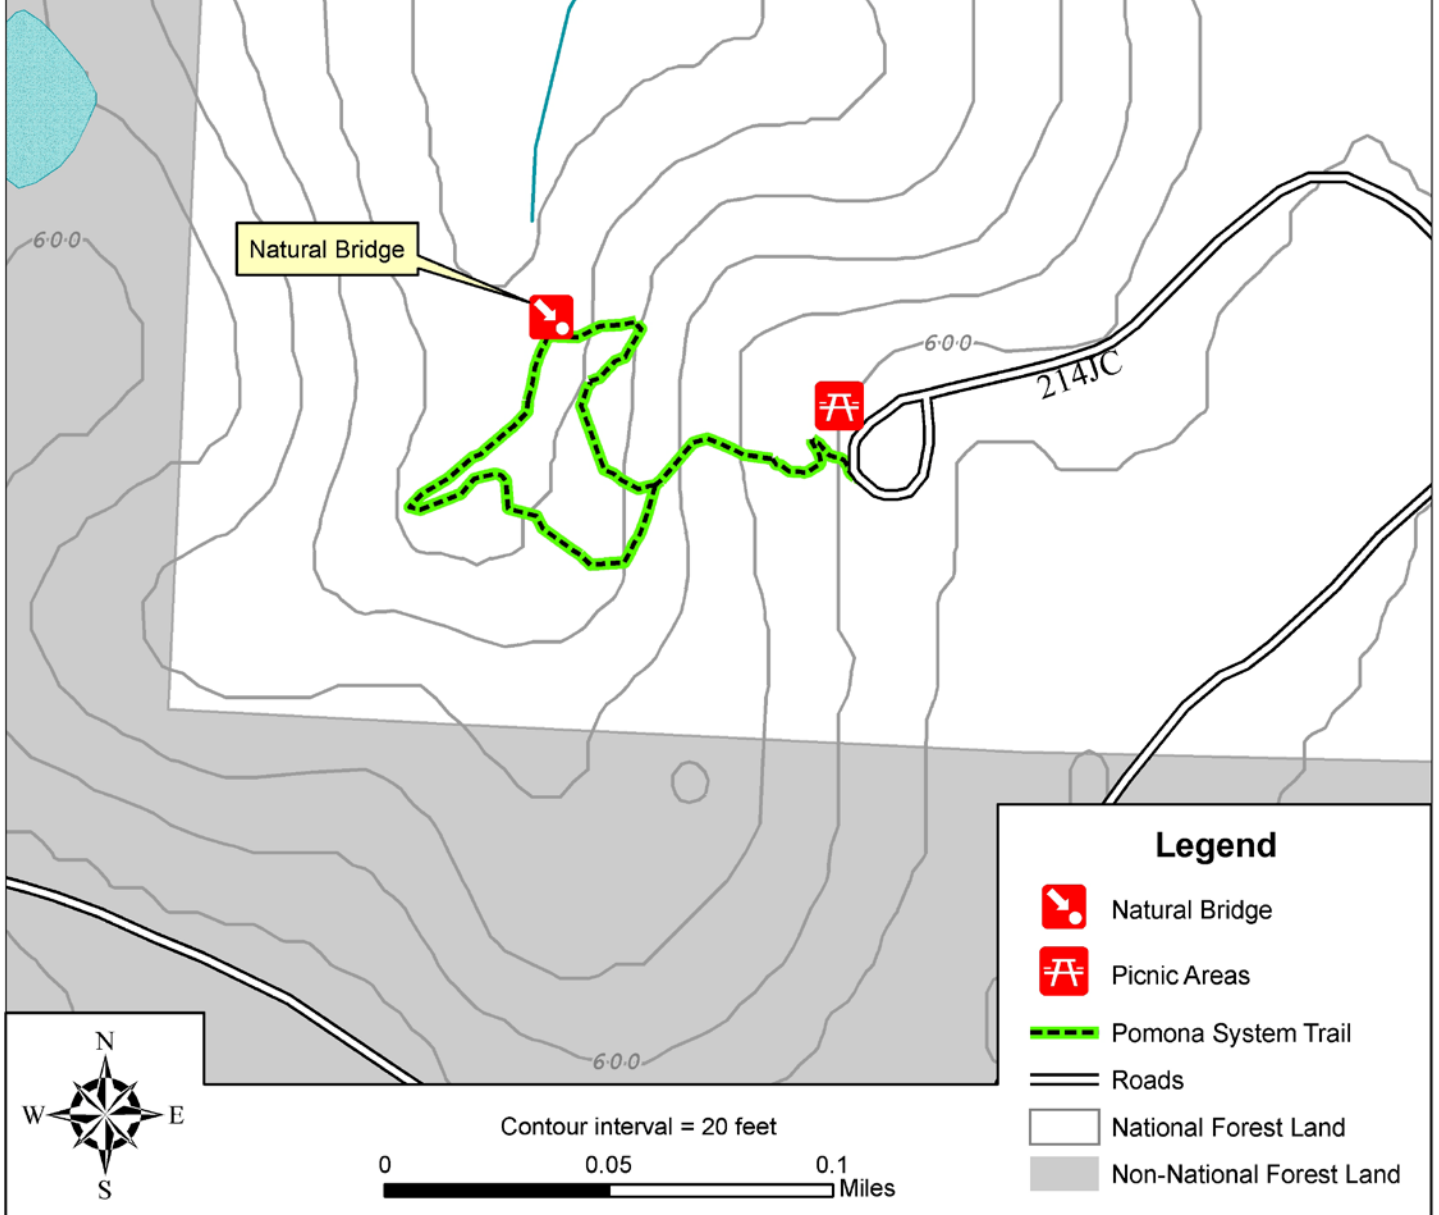 600
Natural Bridge
600
214JC
600
Legend
Natural Bridge
Picnic Areas
Pomona System Trail
Roads
National Forest Land
Non-National Forest Land
N
W E
S
Contour interval = 20 feet
0 0.05 0.1
Miles